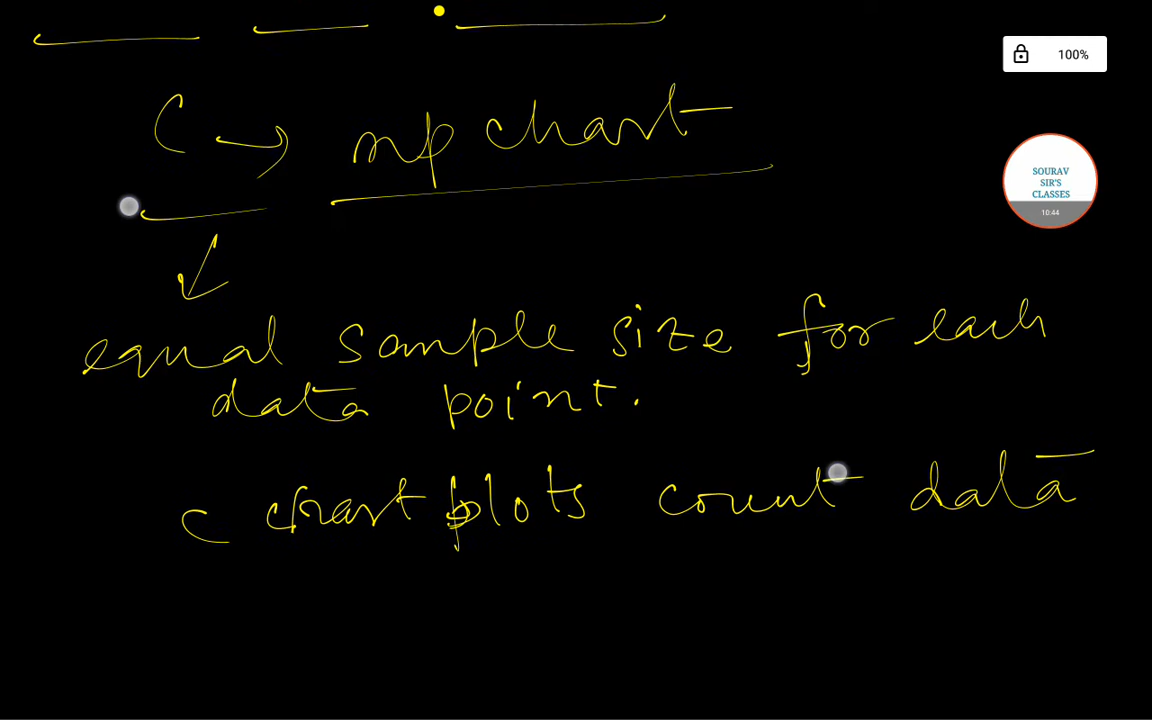 100%
C → np chart
SOURAV
SIR'S
CLASSES
10:44
equal sample size for each
data point.
c chart plots count data